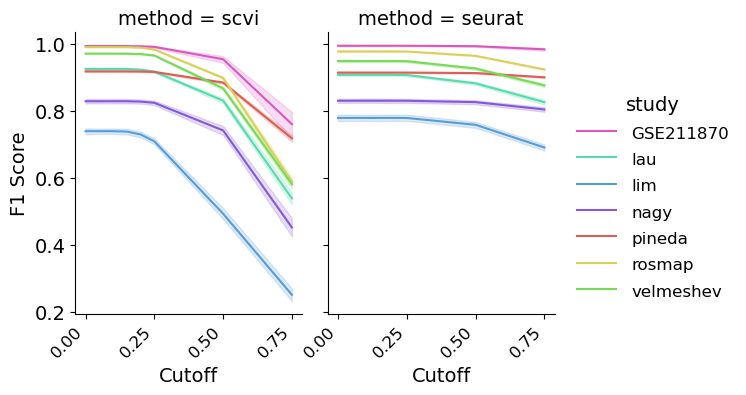 method = scvi
method = seurat
1.0
0.8
0.6
0.4
0.2
F1 Score
0.00
0.25
0.50
0.75
Cutoff
0.00
0.25
0.50
0.75
Cutoff
study
GSE211870
lau
lim
nagy
pineda
rosmap
velmeshev